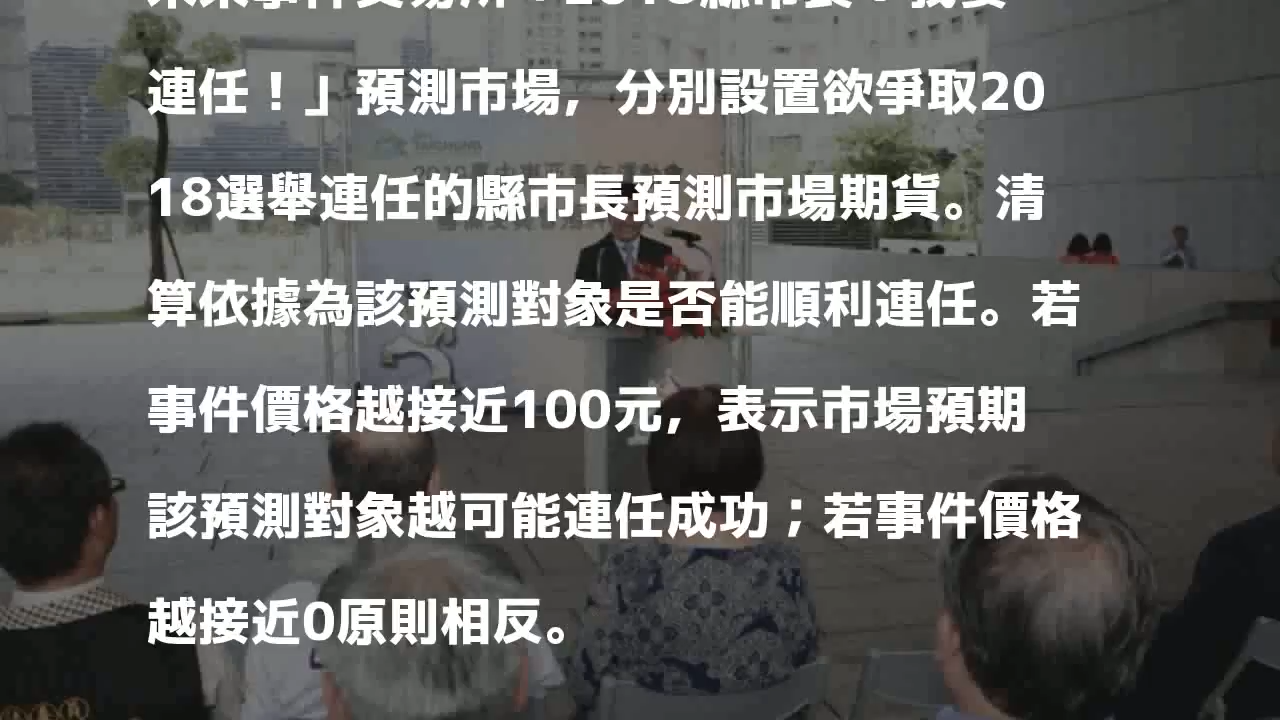 連任！」預測市場，分別設置欲爭取20
18選舉連任的縣市長預測市場期貨。清
算依據為該預測對象是否能順利連任。若
事件價格越接近100元，表示市場預期
該預測對象越可能連任成功；若事件價格
越接近0原則相反。